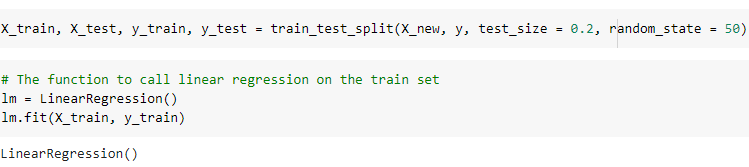 X_train, X_test, y_train, y_test = train_test_split(X_new, y, test_size = 0.2, random_state = 50)
# The function to call linear regression on the train set
lm = LinearRegression()
lm.fit(X_train, y_train)
LinearRegression()